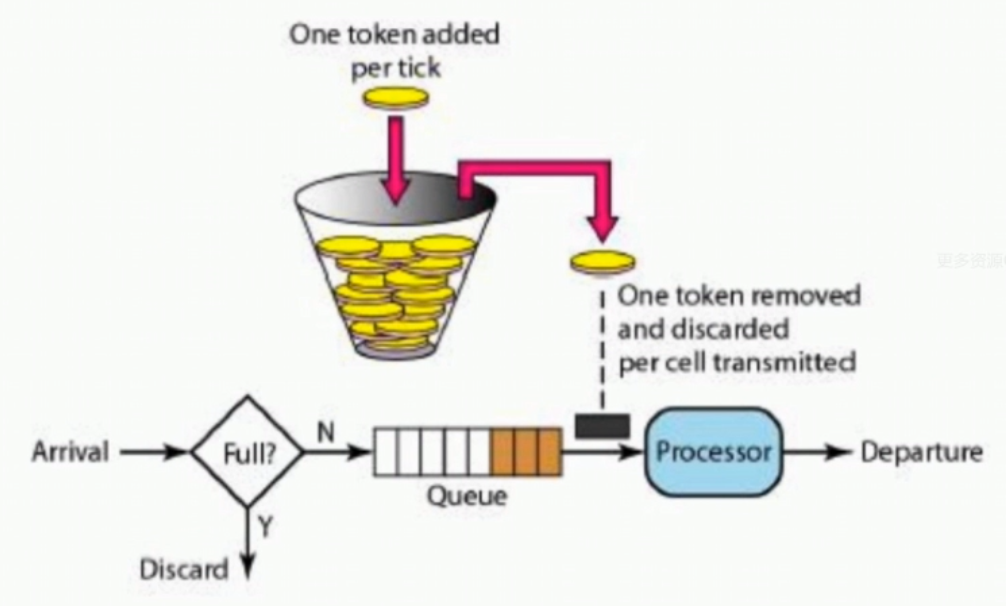 One token added
per tick
One token removed
and discarded
per cell transmitted
Arrival
Full?
N
Queue
Processor
Departure
Y
Discard
更多资源